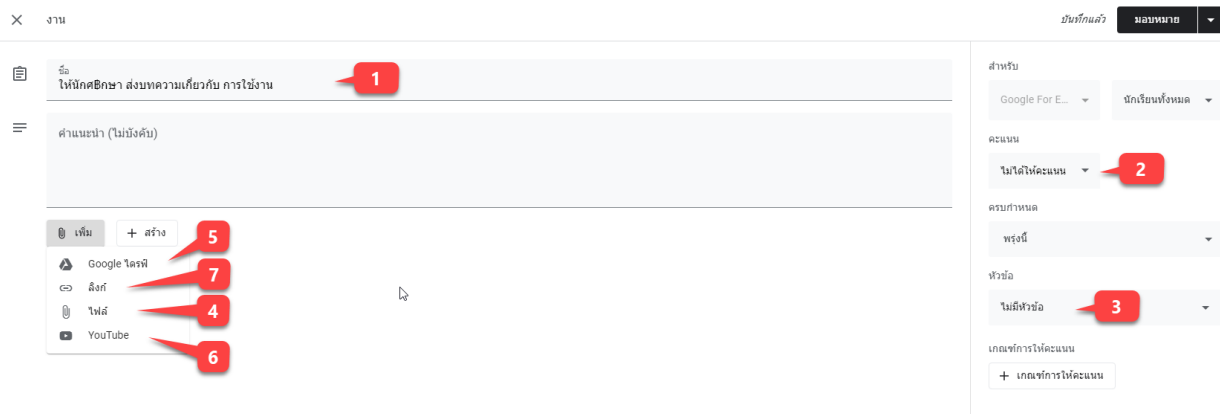 งาน
บันทึกแล้ว
มอบหมาย
สำหรับ
Google For E...
นักเรียนทั้งหมด
ชื่อ
ให้นักศึกษา ส่งบทความเกี่ยวกับ การใช้งาน
1
คำแนะนำ (ไม่บังคับ)
คะแนน
ไม่ได้ให้คะแนน
2
ครบกำหนด
พรุ่งนี้
หัวข้อ
ไม่มีหัวข้อ
3
เกณฑ์การให้คะแนน
+ เกณฑ์การให้คะแนน
เพิ่ม
+ สร้าง
5
Google ไดรฟ์
7
ลิงก์
4
ไฟล์
YouTube
6